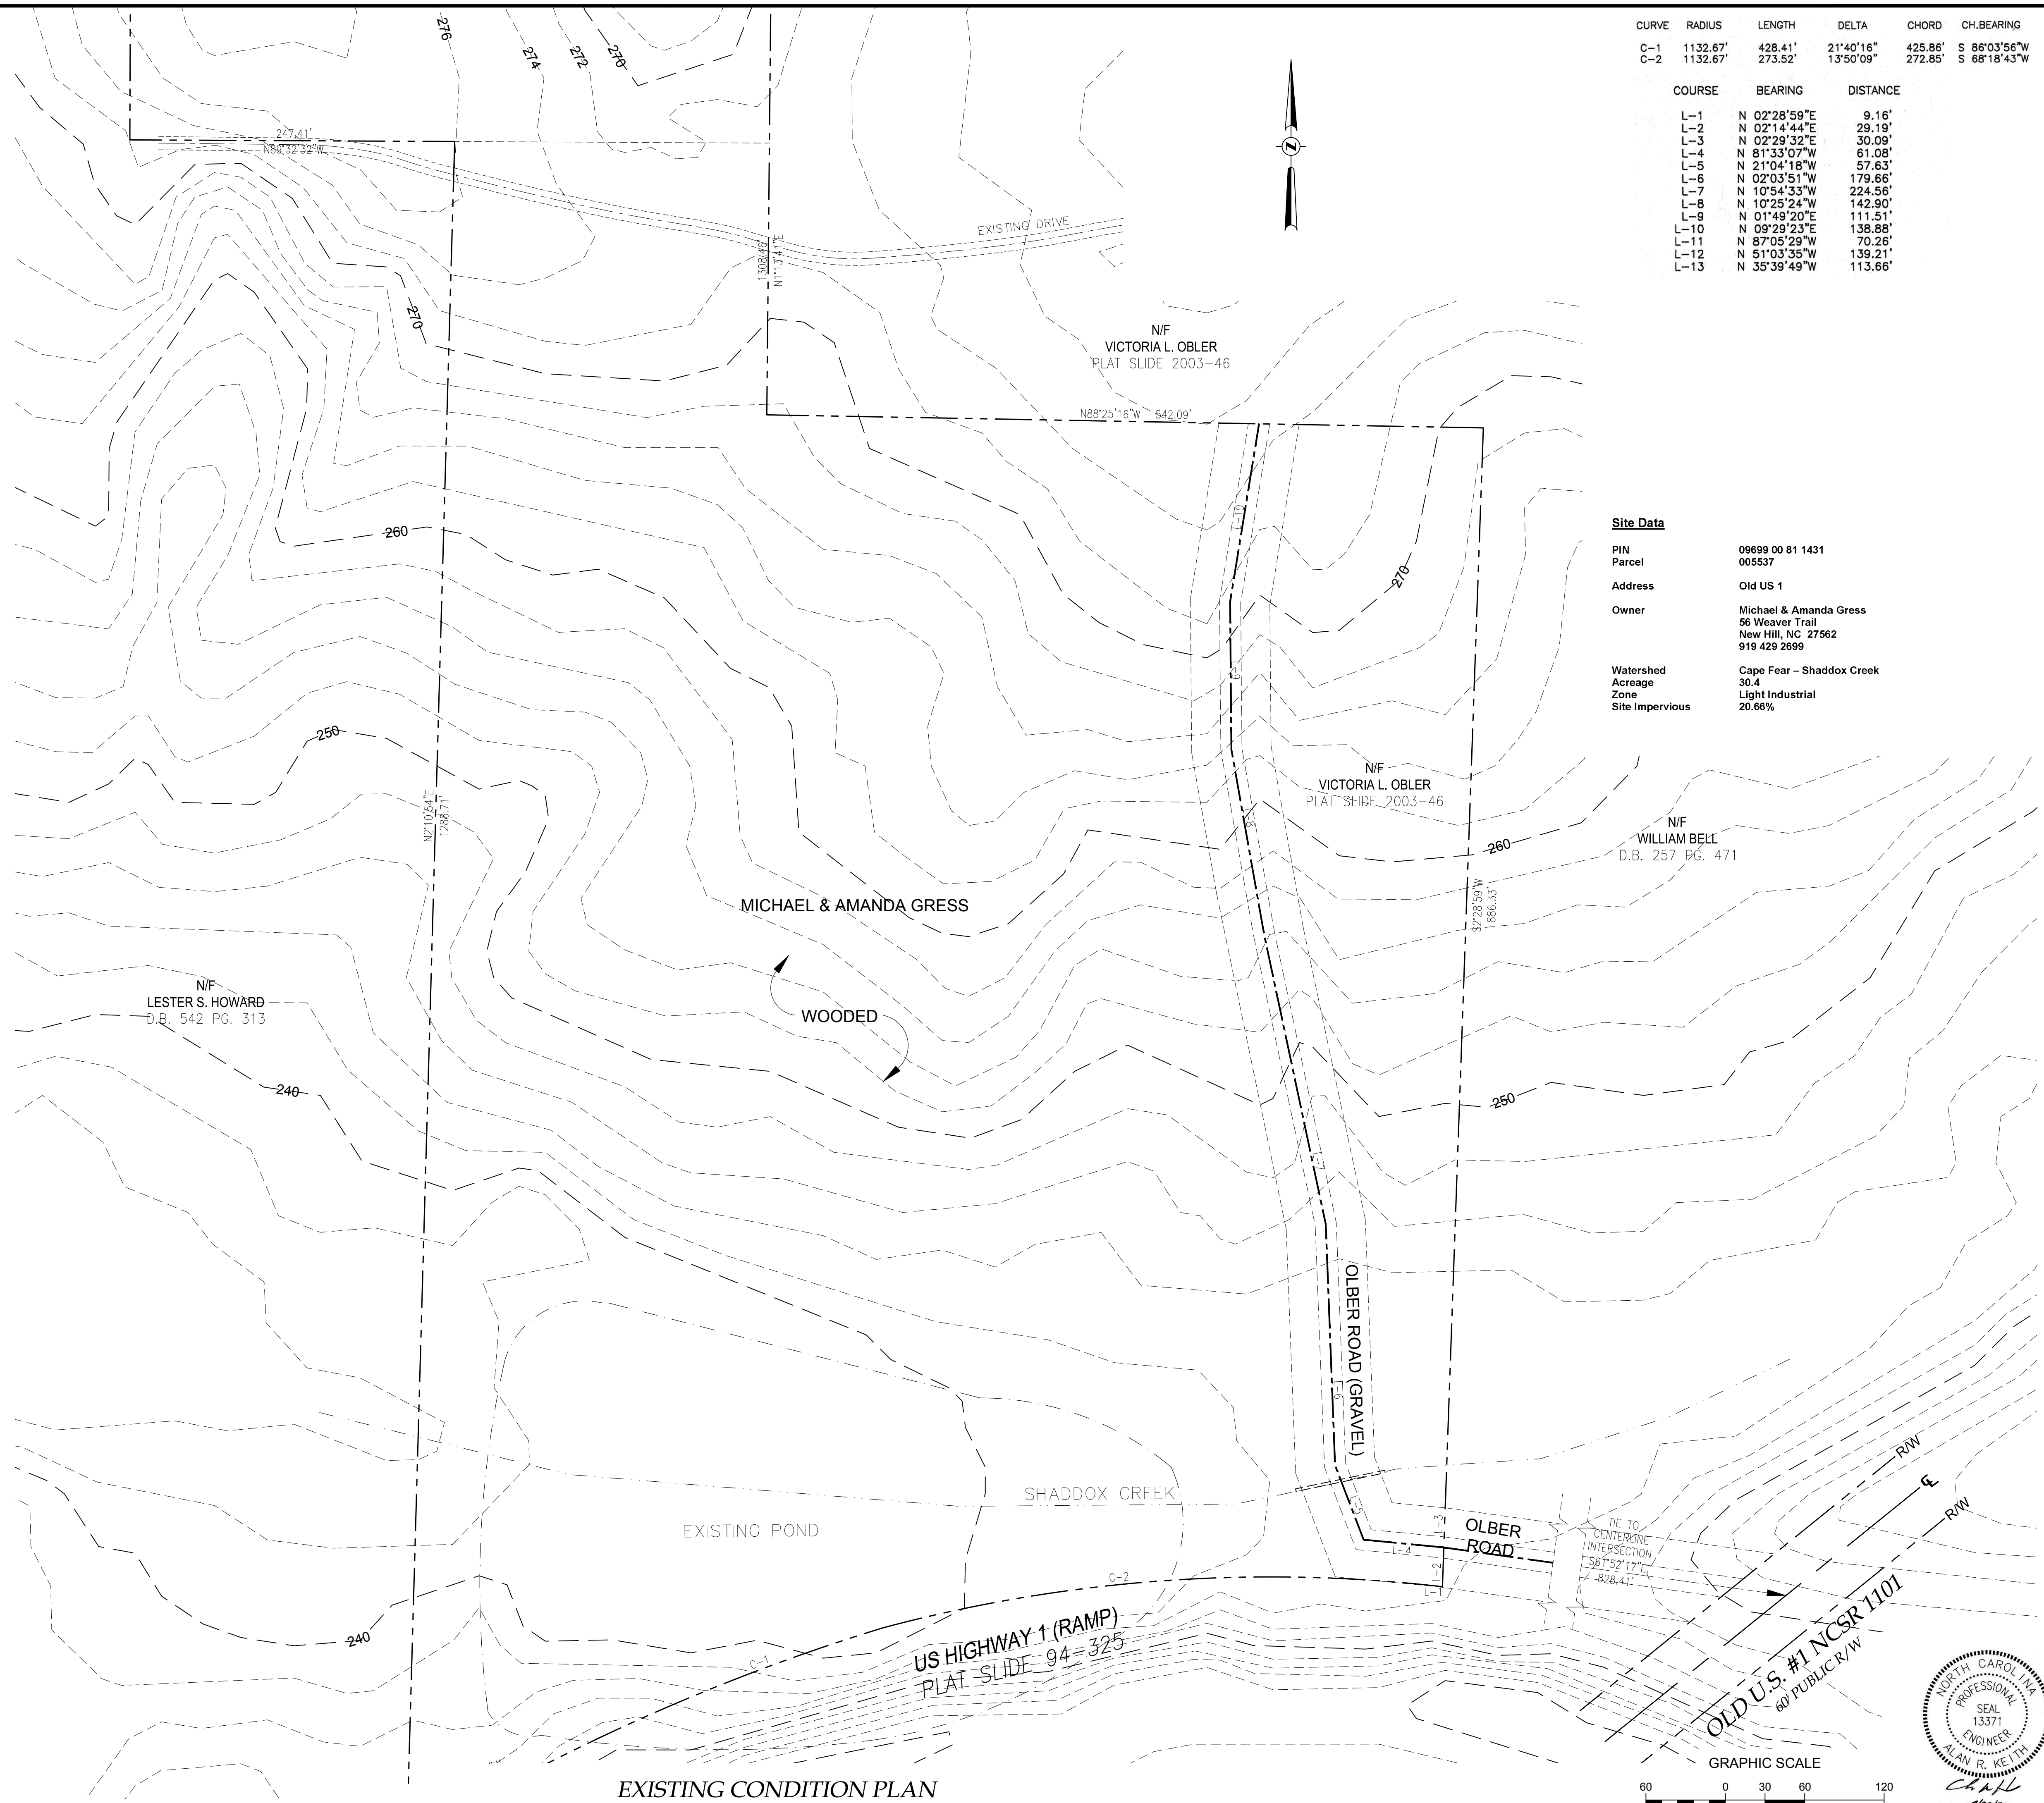 CURVE RADIUS LENGTH DELTA CHORD CH.BEARING
C-1 1132.67' 428.41' 21°40'16" 425.86' S 86°03'56"W
C-2 1132.67' 273.52' 13°50'09" 272.85' S 68°18'43"W
COURSE BEARING DISTANCE
L-1 N 02°28'59"E 9.16'
L-2 N 02°14'44"E 29.19'
L-3 N 02°29'32"E 30.09'
L-4 N 81°33'07"W 61.08'
L-5 N 21°04'18"W 57.63'
L-6 N 02°03'51"W 179.66'
L-7 N 10°54'33"W 224.56'
L-8 N 10°25'24"W 142.90'
L-9 N 01°49'20"E 111.51'
L-10 N 09°29'23"E 138.88'
L-11 N 87°05'29"W 70.26'
L-12 N 51°03'35"W 139.21'
L-13 N 35°39'49"W 113.66'
276
274
272
270
247.41'
N89°32'32"W
Z
EXISTING DRIVE
1308.46'
N1°13'41"E
270
N/F
VICTORIA L. OBLER
PLAT SLIDE 2003-46
N88°25'16"W 542.09'
L-10
260
270
Site Data
PIN 09699 00 81 1431
Parcel 005537
Address Old US 1
Owner Michael & Amanda Gress
56 Weaver Trail
New Hill, NC 27562
919 429 2699
Watershed Cape Fear – Shaddox Creek
Acreage 30.4
Zone Light Industrial
Site Impervious 20.66%
L-9
250
N/F
VICTORIA L. OBLER
PLAT SLIDE 2003-46
N2°10'54"E
1288.71'
L-8
260
N/F
WILLIAM BELL
D.B. 257 PG. 471
S2°28'59"W
886.33'
MICHAEL & AMANDA GRESS
WOODED
N/F
LESTER S. HOWARD
D.B. 542 PG. 313
240
250
L-7
OLBER ROAD (GRAVEL)
L-6
SHADDOX CREEK
EXISTING POND
L-5
L-4
L-3
L-2
L-1
OLBER
ROAD
TIE TO
CENTERLINE
INTERSECTION
S61°52'17"E
828.41'
R/W
R/W
C-2
C-1
240
US HIGHWAY 1 (RAMP)
PLAT SLIDE 94-325
OLD U.S. #1 NCSR 1101
60' PUBLIC R/W
NORTH CAROLINA
PROFESSIONAL
SEAL
13371
ENGINEER
ALAN R. KEITH
GRAPHIC SCALE
60 0 30 60 120
EXISTING CONDITION PLAN